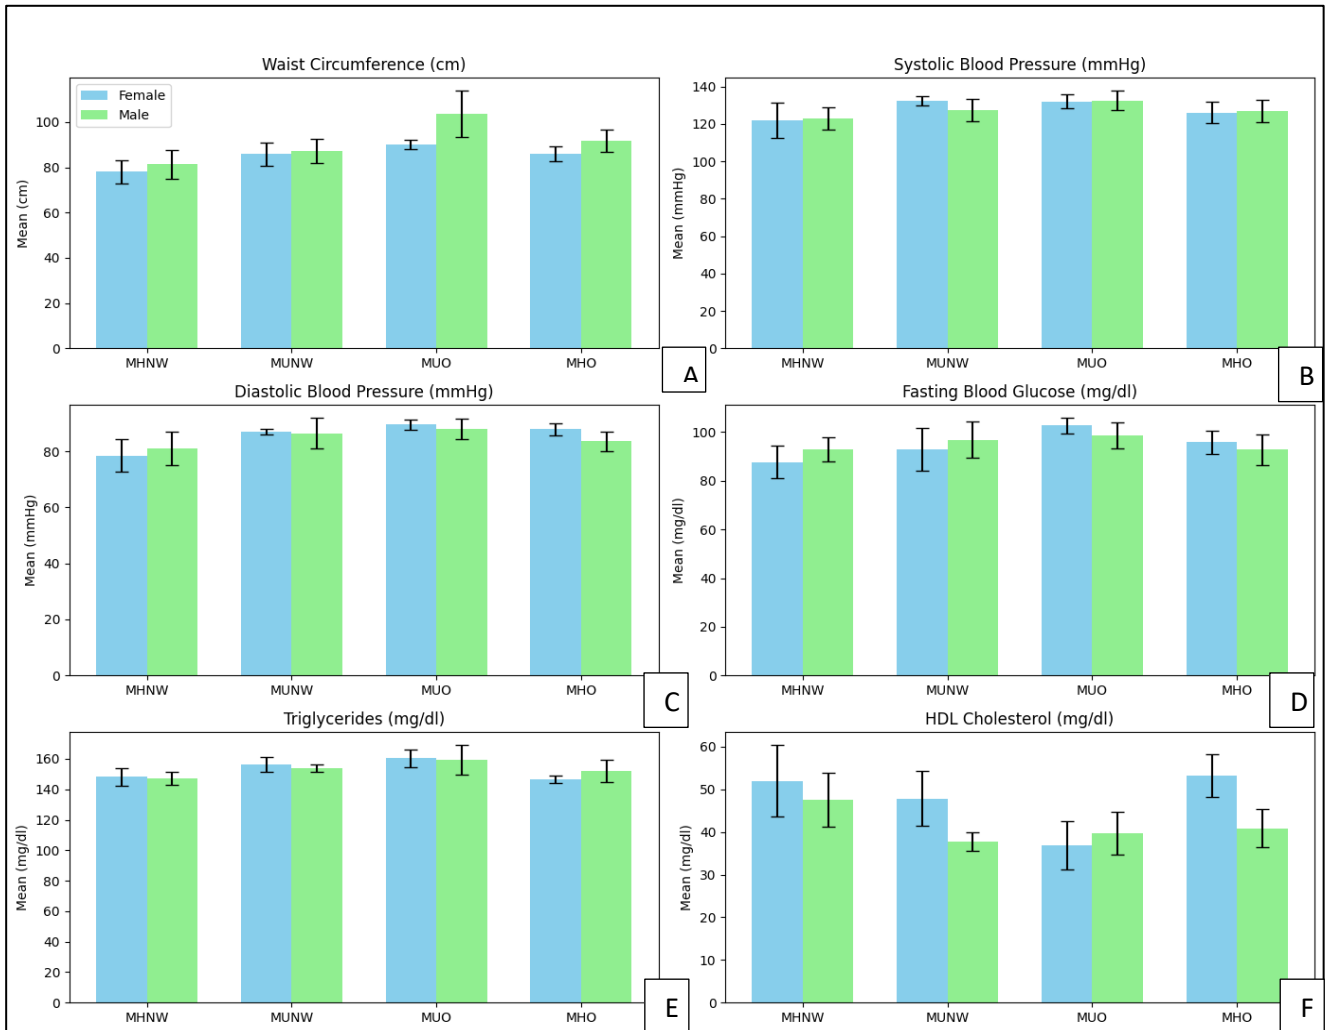 Waist Circumference (cm)
Female
Male
Mean (cm)
100
80
60
40
20
0
MHNW MUNW MUO MHO
A
Systolic Blood Pressure (mmHg)
Mean (mmHg)
140
120
100
80
60
40
20
0
MHNW MUNW MUO MHO
B
Diastolic Blood Pressure (mmHg)
Mean (mmHg)
80
60
40
20
0
MHNW MUNW MUO MHO
C
Fasting Blood Glucose (mg/dl)
Mean (mg/dl)
100
80
60
40
20
0
MHNW MUNW MUO MHO
D
Triglycerides (mg/dl)
Mean (mg/dl)
160
140
120
100
80
60
40
20
0
MHNW MUNW MUO MHO
E
HDL Cholesterol (mg/dl)
Mean (mg/dl)
60
50
40
30
20
10
0
MHNW MUNW MUO MHO
F